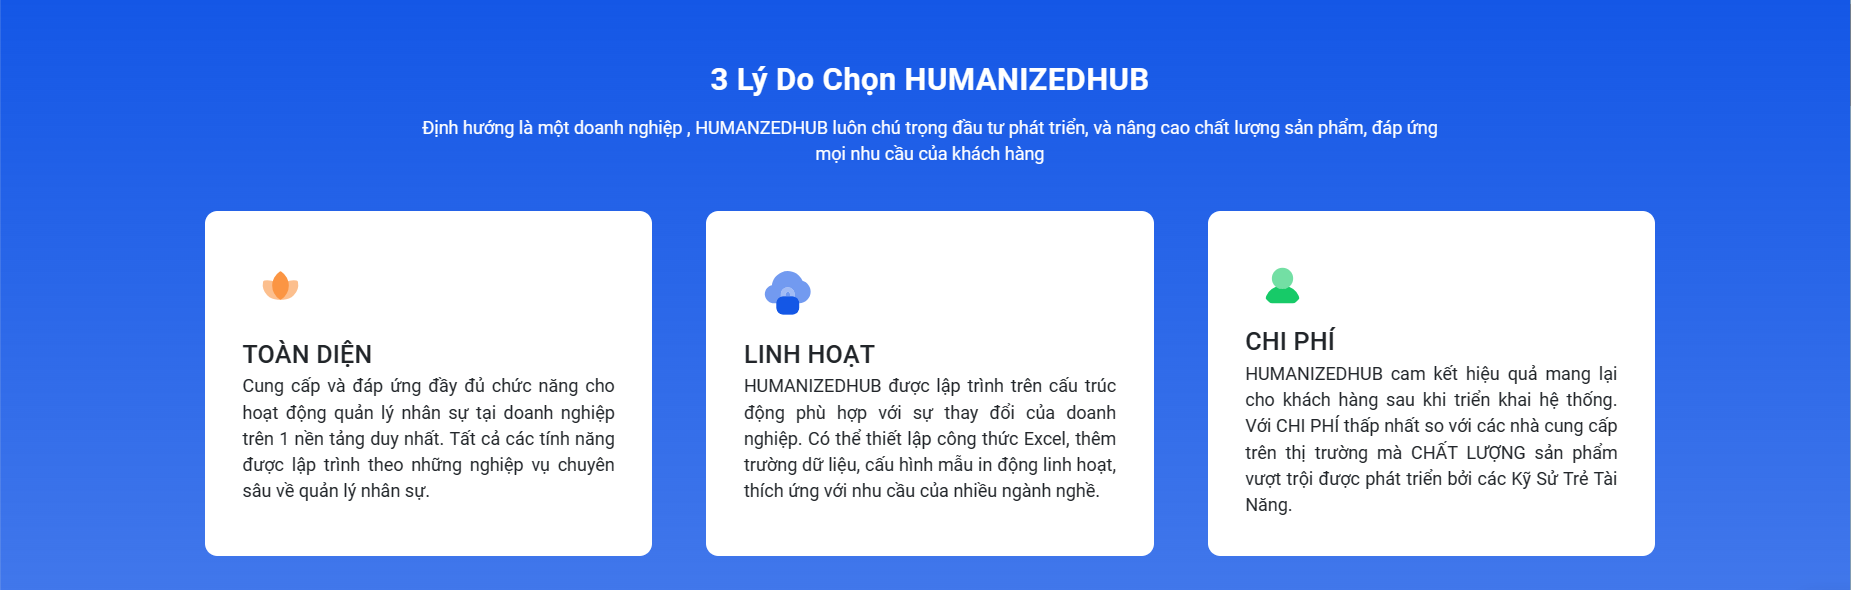 3 Lý Do Chọn HUMANIZEDHUB
Định hướng là một doanh nghiệp , HUMANZEDHUB luôn chú trọng đầu tư phát triển, và nâng cao chất lượng sản phẩm, đáp ứng
mọi nhu cầu của khách hàng
TOÀN DIỆN
Cung cấp và đáp ứng đầy đủ chức năng cho
hoạt động quản lý nhân sự tại doanh nghiệp
trên 1 nền tảng duy nhất. Tất cả các tính năng
được lập trình theo những nghiệp vụ chuyên
sâu về quản lý nhân sự.
LINH HOẠT
HUMANIZEDHUB được lập trình trên cấu trúc
động phù hợp với sự thay đổi của doanh
nghiệp. Có thể thiết lập công thức Excel, thêm
trường dữ liệu, cấu hình mẫu in động linh hoạt,
thích ứng với nhu cầu của nhiều ngành nghề.
CHI PHÍ
HUMANIZEDHUB cam kết hiệu quả mang lại
cho khách hàng sau khi triển khai hệ thống.
Với CHI PHÍ thấp nhất so với các nhà cung cấp
trên thị trường mà CHẤT LƯỢNG sản phẩm
vượt trội được phát triển bởi các Kỹ Sử Trẻ Tài
Năng.